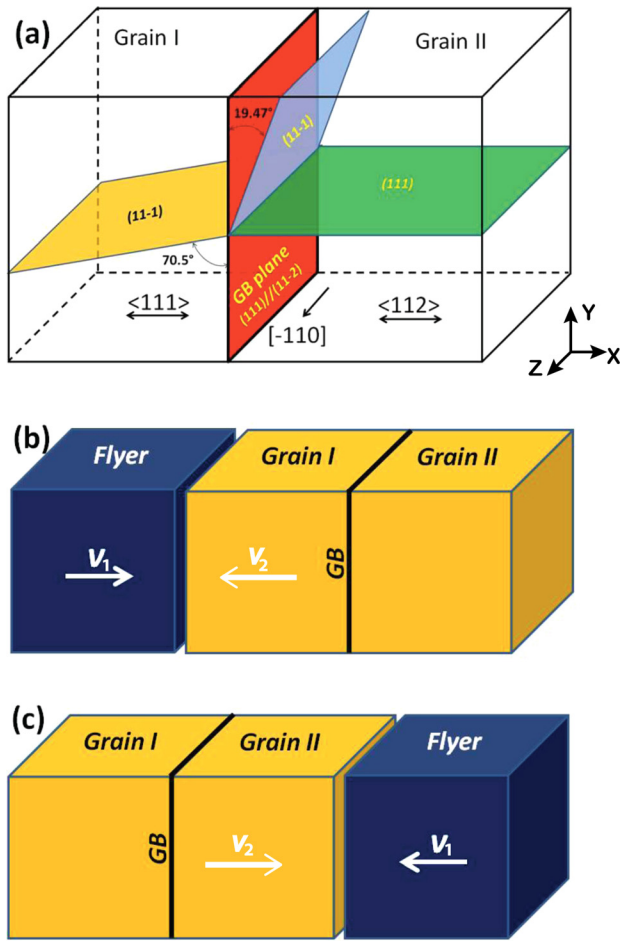 (a)
Grain I
Grain II
19.47°
(11-1)
(111)
(11-1)
70.5°
GB plane
(111)//(11-2)
<111>
[-110]
<112>
Y
X
Z
(b)
Flyer
Grain I
Grain II
V1
V2
GB
(c)
Grain I
Grain II
Flyer
GB
V2
V1